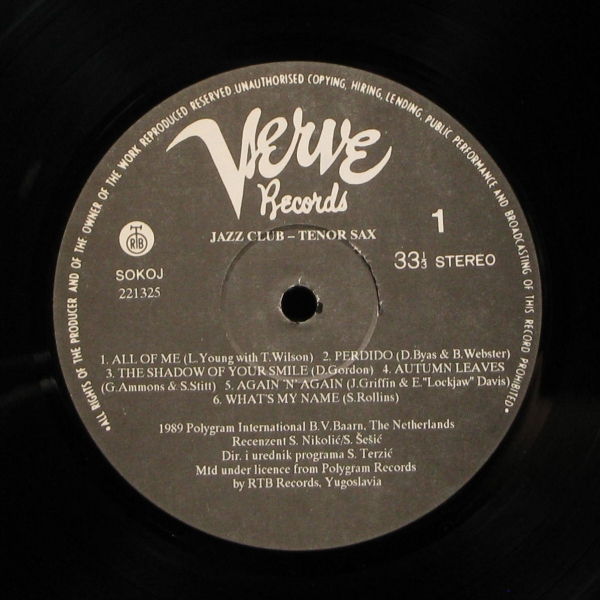 •ALL RIGHTS OF THE PRODUCER AND OF THE OWNER OF THE WORK REPRODUCED RESERVED.UNAUTHORISED COPYING, HIRING, LENDING, PUBLIC PERFORMANCE AND BROADCASTING OF THIS RECORD PROHIBITED•
Verve
Records
JAZZ CLUB – TENOR SAX
1
RTB
SOKOJ
221325
33⅓ STEREO
1. ALL OF ME (L.Young with T.Wilson) 2. PERDIDO (D.Byas & B.Webster)
3. THE SHADOW OF YOUR SMILE (D.Gordon) 4. AUTUMN LEAVES
(G.Ammons & S.Stitt) 5. AGAIN 'N' AGAIN (J.Griffin & E."Lockjaw" Davis)
6. WHAT'S MY NAME (S.Rollins)
1989 Polygram International B.V.Baarn, The Netherlands
Recenzent S. Nikolić/S. Šešić
Dir. i urednik programa S. Terzić
Mfd under licence from Polygram Records
by RTB Records, Yugoslavia